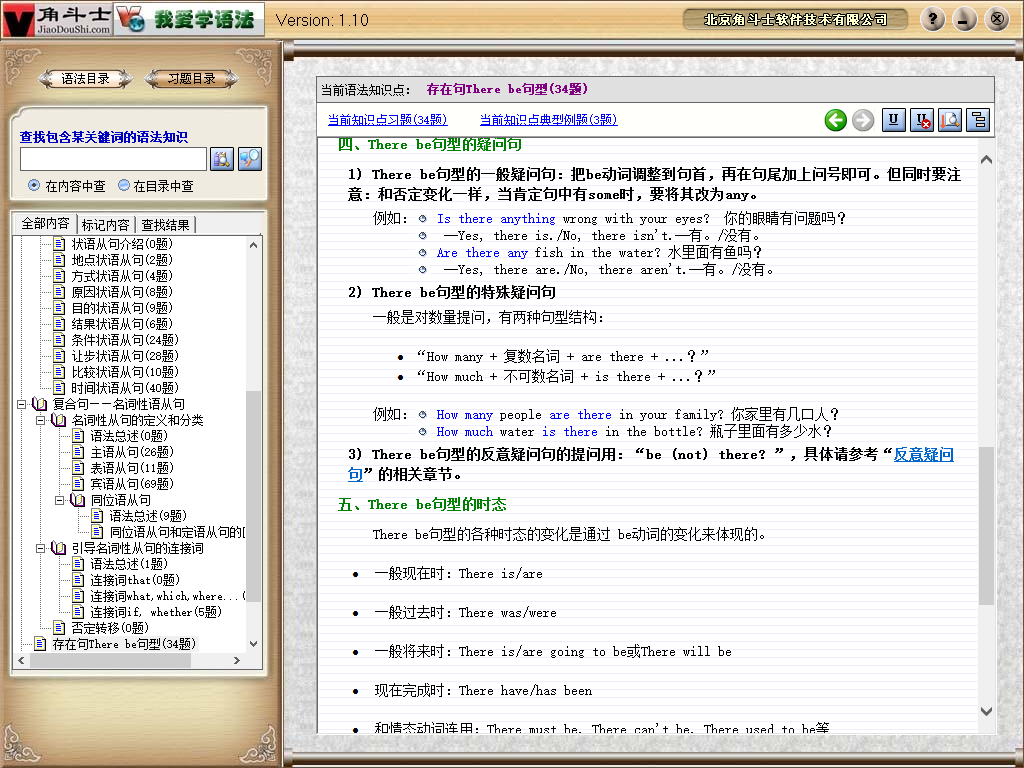 角斗士
JiaoDouShi.com
我爱学语法
Version: 1.10
北京角斗士软件技术有限公司
语法目录
习题目录
查找包含某关键词的语法知识
在内容中查
在目录中查
全部内容
标记内容
查找结果
状语从句介绍(0题)
地点状语从句(2题)
方式状语从句(4题)
原因状语从句(8题)
目的状语从句(9题)
结果状语从句(6题)
条件状语从句(24题)
让步状语从句(28题)
比较状语从句(10题)
时间状语从句(40题)
复合句——名词性语从句
名词性从句的定义和分类
语法总述(0题)
主语从句(26题)
表语从句(11题)
宾语从句(69题)
同位语从句
语法总述(9题)
同位语从句和定语从句的
引导名词性从句的连接词
语法总述(1题)
连接词that(0题)
连接词what,which,where...(
连接词if, whether(5题)
否定转移(0题)
存在句There be句型(34题)
当前语法知识点： 存在句There be句型(34题)
当前知识点习题(34题)
当前知识点典型例题(3题)
四、There be句型的疑问句
1) There be句型的一般疑问句：把be动词调整到句首，再在句尾加上问号即可。但同时要注
意：和否定变化一样，当肯定句中有some时，要将其改为any。
例如： Is there anything wrong with your eyes? 你的眼睛有问题吗?
—Yes, there is./No, there isn't.—有。/没有。
Are there any fish in the water? 水里面有鱼吗?
—Yes, there are./No, there aren't.—有。/没有。
2) There be句型的特殊疑问句
一般是对数量提问，有两种句型结构：
“How many + 复数名词 + are there + ...？”
“How much + 不可数名词 + is there + ...？”
例如： How many people are there in your family? 你家里有几口人?
How much water is there in the bottle? 瓶子里面有多少水?
3) There be句型的反意疑问句的提问用：“be (not) there？”，具体请参考“反意疑问
句”的相关章节。
五、There be句型的时态
There be句型的各种时态的变化是通过 be动词的变化来体现的。
一般现在时：There is/are
一般过去时：There was/were
一般将来时：There is/are going to be或There will be
现在完成时：There have/has been
和情态动词连用：There must be, There can't be, There used to be等